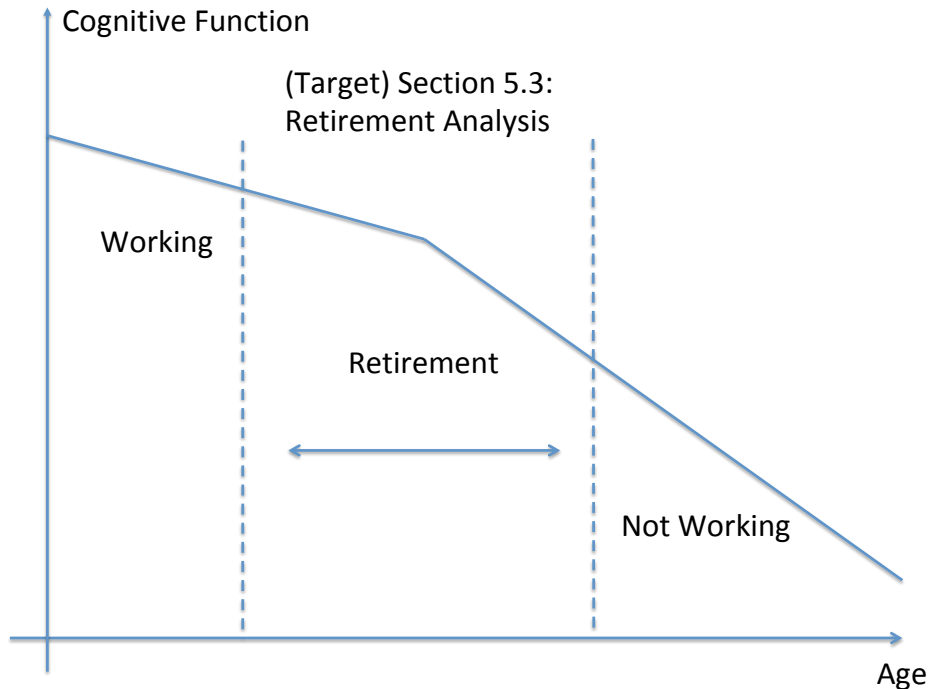 Cognitive Function
(Target) Section 5.3:
Retirement Analysis
Working
Retirement
Not Working
Age